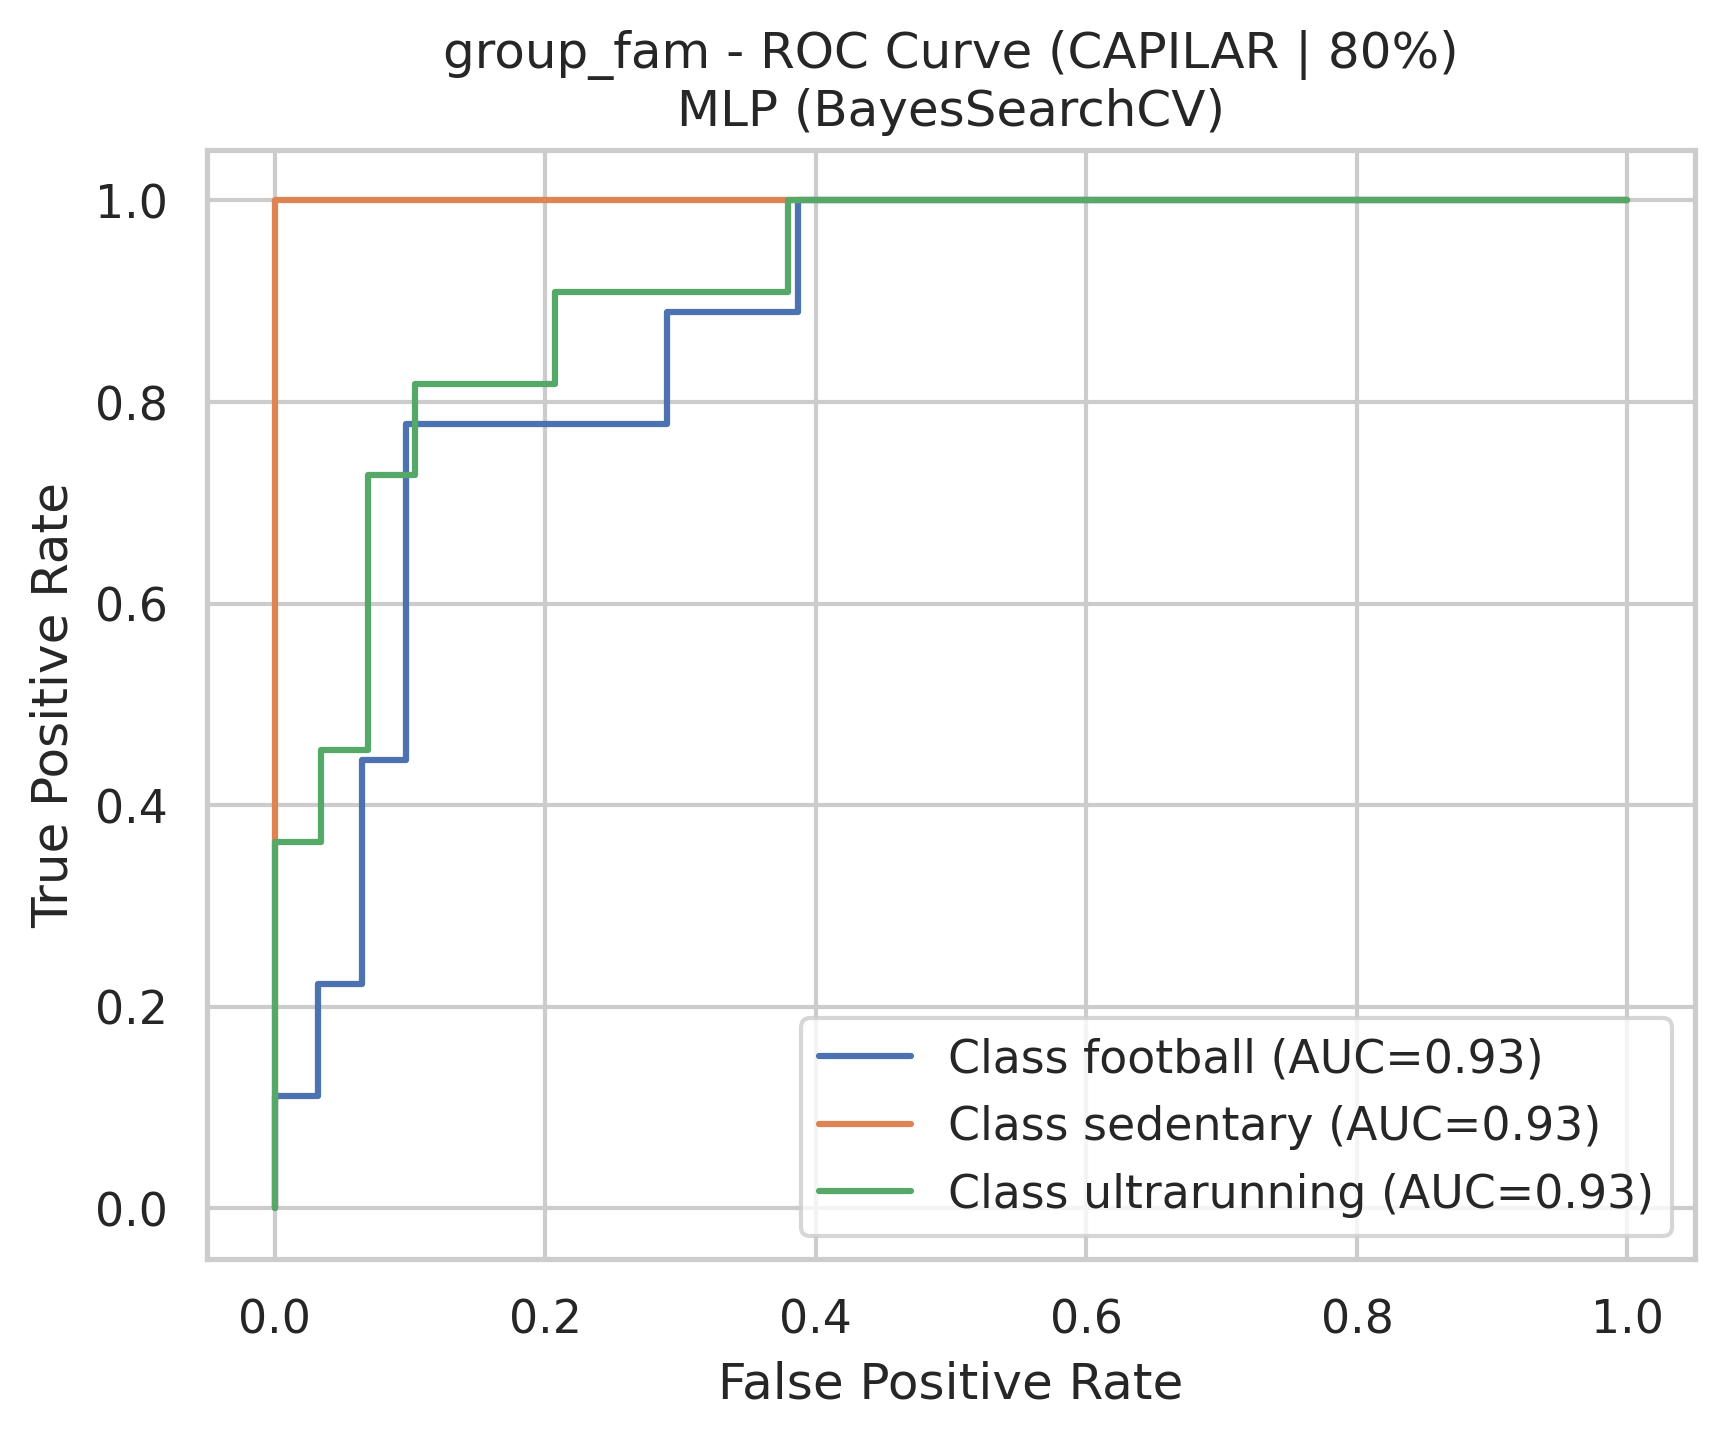 group_fam - ROC Curve (CAPILAR | 80%)
MLP (BayesSearchCV)
True Positive Rate
1.0
0.8
0.6
0.4
0.2
0.0
Class football (AUC=0.93)
Class sedentary (AUC=0.93)
Class ultrarunning (AUC=0.93)
0.0 0.2 0.4 0.6 0.8 1.0
False Positive Rate